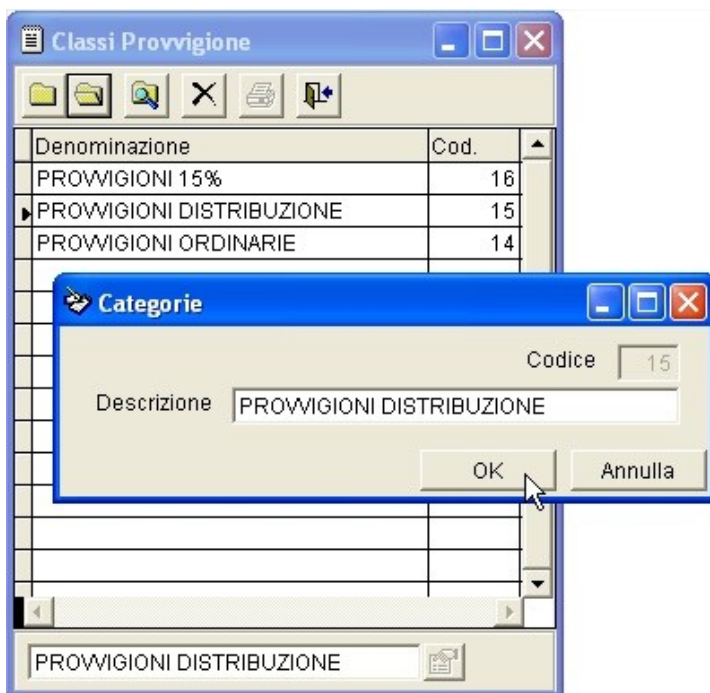 Classi Provvigione
Denominazione Cod.
PROVVIGIONI 15% 16
PROVVIGIONI DISTRIBUZIONE 15
PROVVIGIONI ORDINARIE 14
Categorie
Codice 15
Descrizione PROVVIGIONI DISTRIBUZIONE
OK Annulla
PROVVIGIONI DISTRIBUZIONE